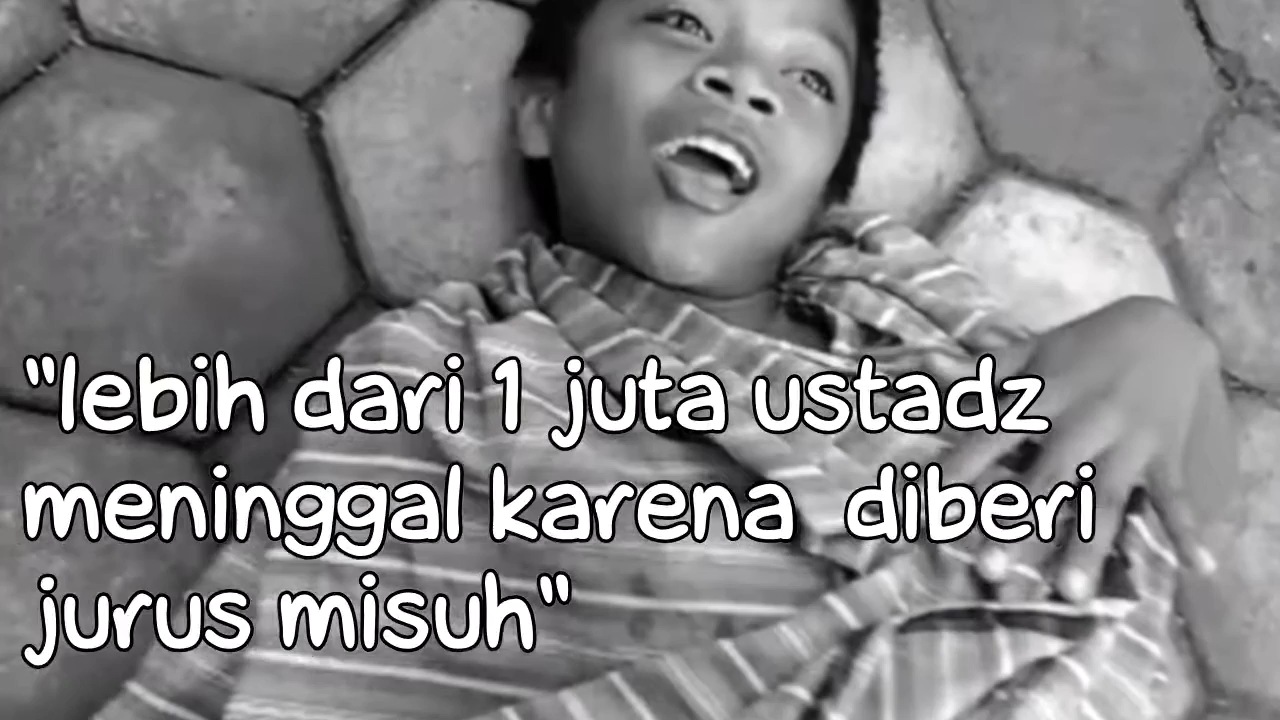 "lebih dari 1 juta ustadz
meninggal karena  diberi
jurus misuh"